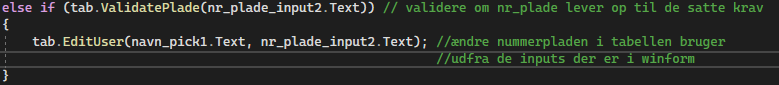 else if (tab.ValidatePlade(nr_plade_input2.Text)) // validere om nr_plade lever op til de satte krav
{
tab.EditUser(navn_pick1.Text, nr_plade_input2.Text); //ændre nummerpladen i tabellen bruger
//udfra de inputs der er i winform
}